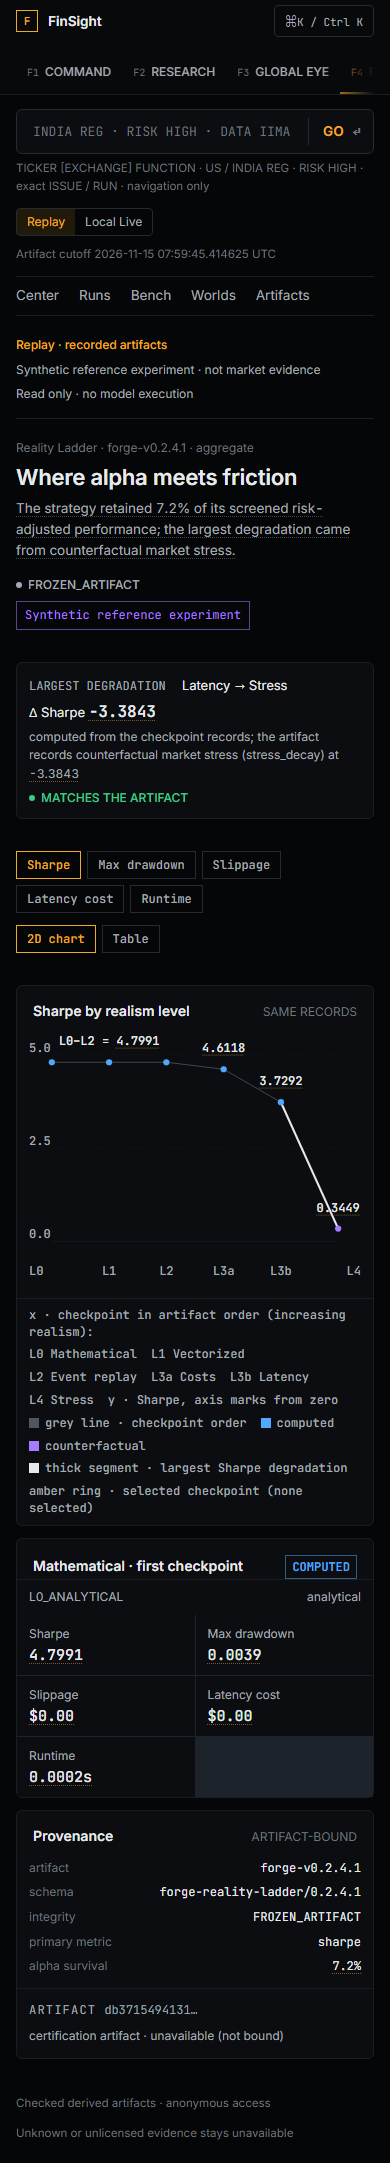 F FinSight ⌘K / Ctrl K
F1 COMMAND F2 RESEARCH F3 GLOBAL EYE F4
INDIA REG · RISK HIGH · DATA IIMA GO ⏎
TICKER [EXCHANGE] FUNCTION · US / INDIA REG · RISK HIGH ·
exact ISSUE / RUN · navigation only
Replay Local Live
Artifact cutoff 2026-11-15 07:59:45.414625 UTC
Center Runs Bench Worlds Artifacts
Replay · recorded artifacts
Synthetic reference experiment · not market evidence
Read only · no model execution
Reality Ladder · forge-v0.2.4.1 · aggregate
Where alpha meets friction
The strategy retained 7.2% of its screened risk-
adjusted performance; the largest degradation came
from counterfactual market stress.
FROZEN_ARTIFACT
Synthetic reference experiment
LARGEST DEGRADATION Latency → Stress
Δ Sharpe -3.3843
computed from the checkpoint records; the artifact
records counterfactual market stress (stress_decay) at
-3.3843
MATCHES THE ARTIFACT
Sharpe Max drawdown Slippage
Latency cost Runtime
2D chart Table
Sharpe by realism level SAME RECORDS
5.0 L0–L2 = 4.7991 4.6118
3.7292
2.5
0.3449
0.0
L0 L1 L2 L3a L3b L4
x · checkpoint in artifact order (increasing
realism):
L0 Mathematical L1 Vectorized
L2 Event replay L3a Costs L3b Latency
L4 Stress y · Sharpe, axis marks from zero
grey line · checkpoint order computed
counterfactual
thick segment · largest Sharpe degradation
amber ring · selected checkpoint (none
selected)
Mathematical · first checkpoint COMPUTED
L0_ANALYTICAL analytical
Sharpe Max drawdown
4.7991 0.0039
Slippage Latency cost
$0.00 $0.00
Runtime
0.0002s
Provenance ARTIFACT-BOUND
artifact forge-v0.2.4.1
schema forge-reality-ladder/0.2.4.1
integrity FROZEN_ARTIFACT
primary metric sharpe
alpha survival 7.2%
ARTIFACT db3715494131…
certification artifact · unavailable (not bound)
Checked derived artifacts · anonymous access
Unknown or unlicensed evidence stays unavailable